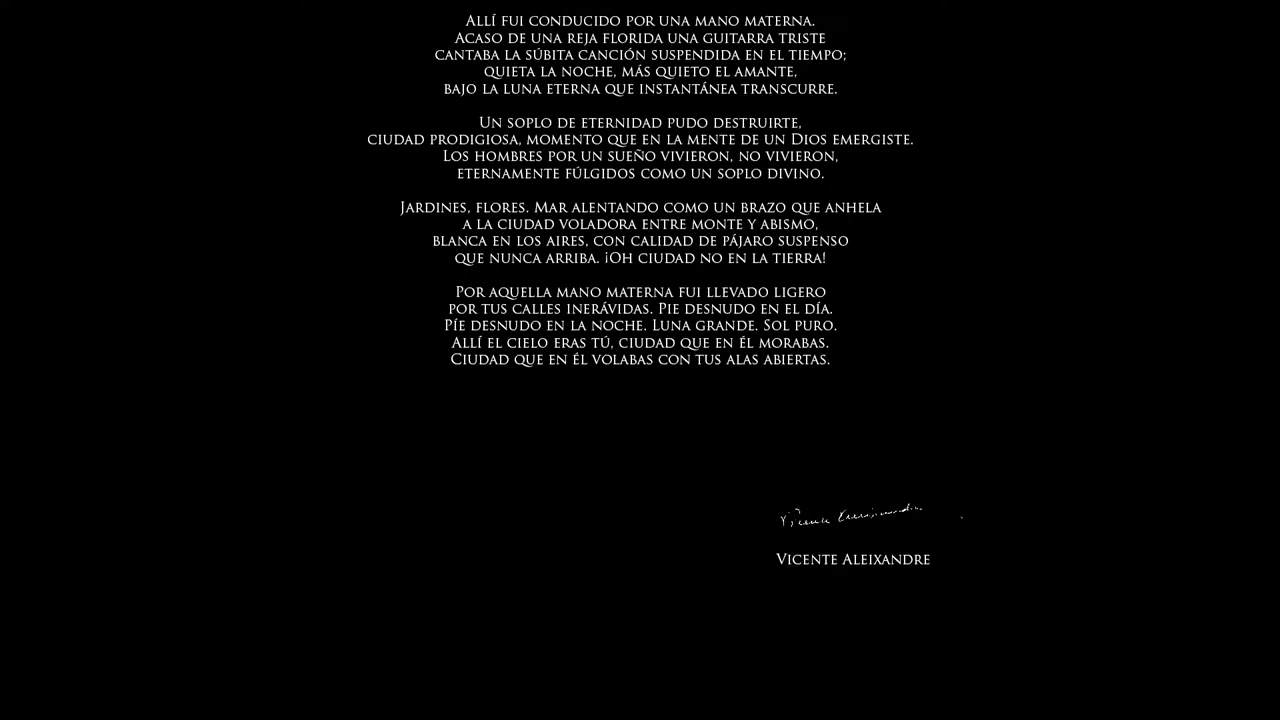 Allí fui conducido por una mano materna.
Acaso de una reja florida una guitarra triste
cantaba la súbita canción suspendida en el tiempo;
quieta la noche, más quieto el amante,
bajo la luna eterna que instantánea transcurre.
Un soplo de eternidad pudo destruirte,
ciudad prodigiosa, momento que en la mente de un Dios emergiste.
Los hombres por un sueño vivieron, no vivieron,
eternamente fúlgidos como un soplo divino.
Jardines, flores. Mar alentando como un brazo que anhela
a la ciudad voladora entre monte y abismo,
blanca en los aires, con calidad de pájaro suspenso
que nunca arriba. ¡Oh ciudad no en la tierra!
Por aquella mano materna fui llevado ligero
por tus calles inerávidas. Pie desnudo en el día.
Píe desnudo en la noche. Luna grande. Sol puro.
Allí el cielo eras tú, ciudad que en él morabas.
Ciudad que en él volabas con tus alas abiertas.
Vicente Aleixandre
Vicente Aleixandre